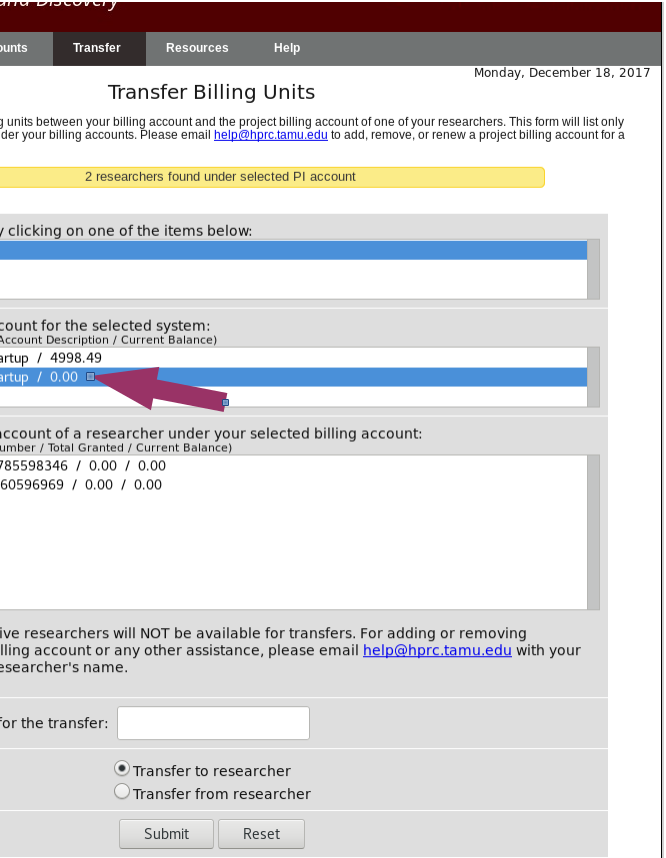 and Discovery
ounts Transfer Resources Help
Monday, December 18, 2017
Transfer Billing Units
g units between your billing account and the project billing account of one of your researchers. This form will list only
der your billing accounts. Please email help@hprc.tamu.edu to add, remove, or renew a project billing account for a
2 researchers found under selected PI account
y clicking on one of the items below:
count for the selected system:
Account Description / Current Balance)
artup / 4998.49
artup / 0.00
account of a researcher under your selected billing account:
umber / Total Granted / Current Balance)
785598346 / 0.00 / 0.00
60596969 / 0.00 / 0.00
ive researchers will NOT be available for transfers. For adding or removing
lling account or any other assistance, please email help@hprc.tamu.edu with your
esearcher's name.
for the transfer:
Transfer to researcher
Transfer from researcher
Submit Reset